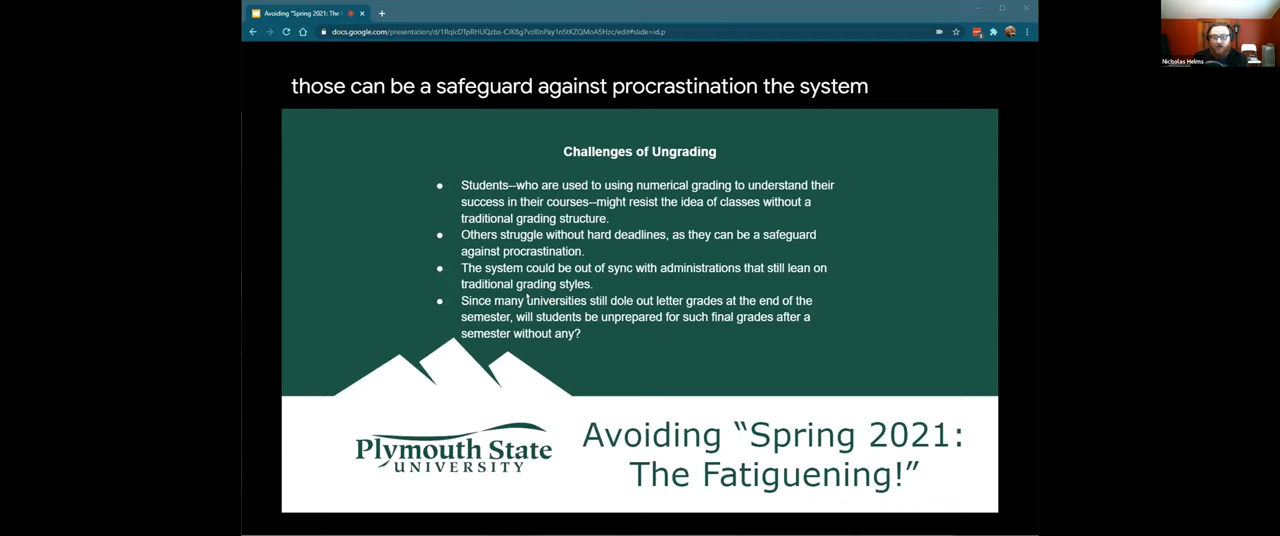 Avoiding "Spring 2021: The
docs.google.com/presentation/d/
Nicholas Helms
those can be a safeguard against procrastination the system
Challenges of Ungrading
● Students--who are used to using numerical grading to understand their
success in their courses--might resist the idea of classes without a
traditional grading structure.
● Others struggle without hard deadlines, as they can be a safeguard
against procrastination.
● The system could be out of sync with administrations that still lean on
traditional grading styles.
● Since many universities still dole out letter grades at the end of the
semester, will students be unprepared for such final grades after a
semester without any?
Plymouth State
UNIVERSITY
Avoiding “Spring 2021:
The Fatiguening!”